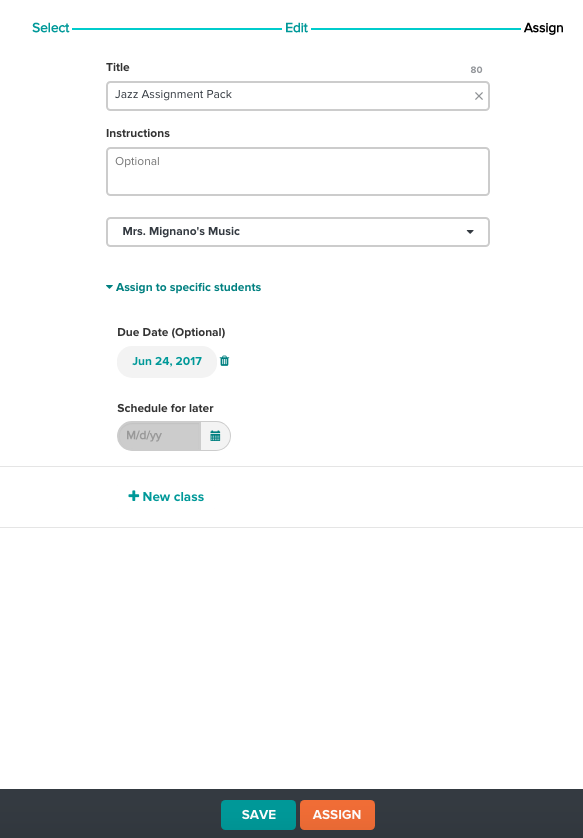 Select Edit Assign
Title 80
Jazz Assignment Pack
Instructions
Optional
Mrs. Mignano's Music
Assign to specific students
Due Date (Optional)
Jun 24, 2017
Schedule for later
M/d/yy
New class
SAVE ASSIGN